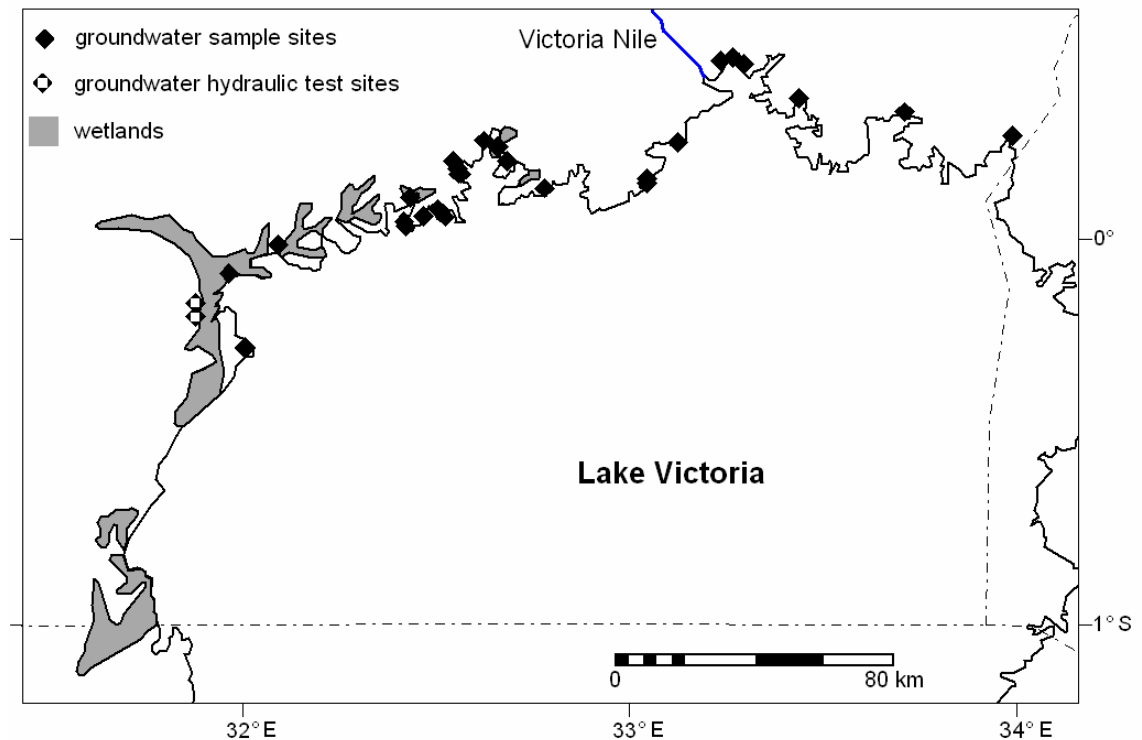 groundwater sample sites
groundwater hydraulic test sites
wetlands
Victoria Nile
0°
Lake Victoria
1° S
0 80 km
32° E 33° E 34° E